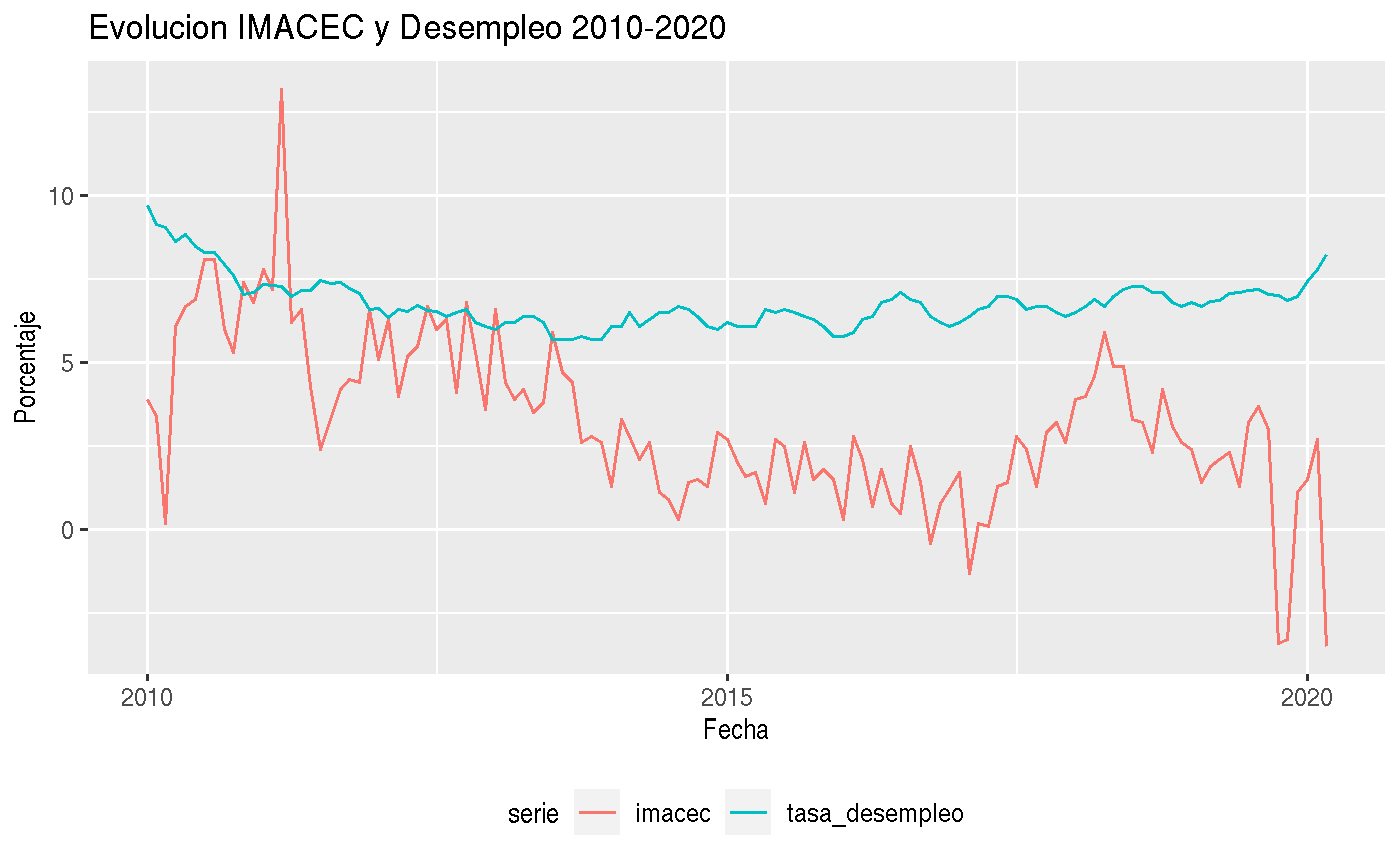 Evolucion IMACEC y Desempleo 2010-2020
Porcentaje
10
5
0
2010 2015 2020
Fecha
serie imacec tasa_desempleo